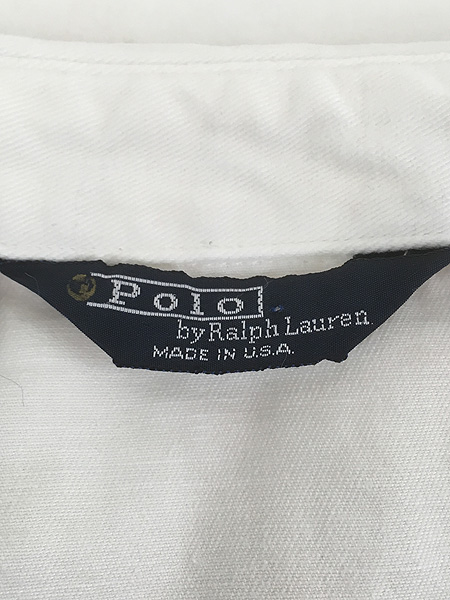 Polo
by Ralph Lauren
MADE IN U.S.A.